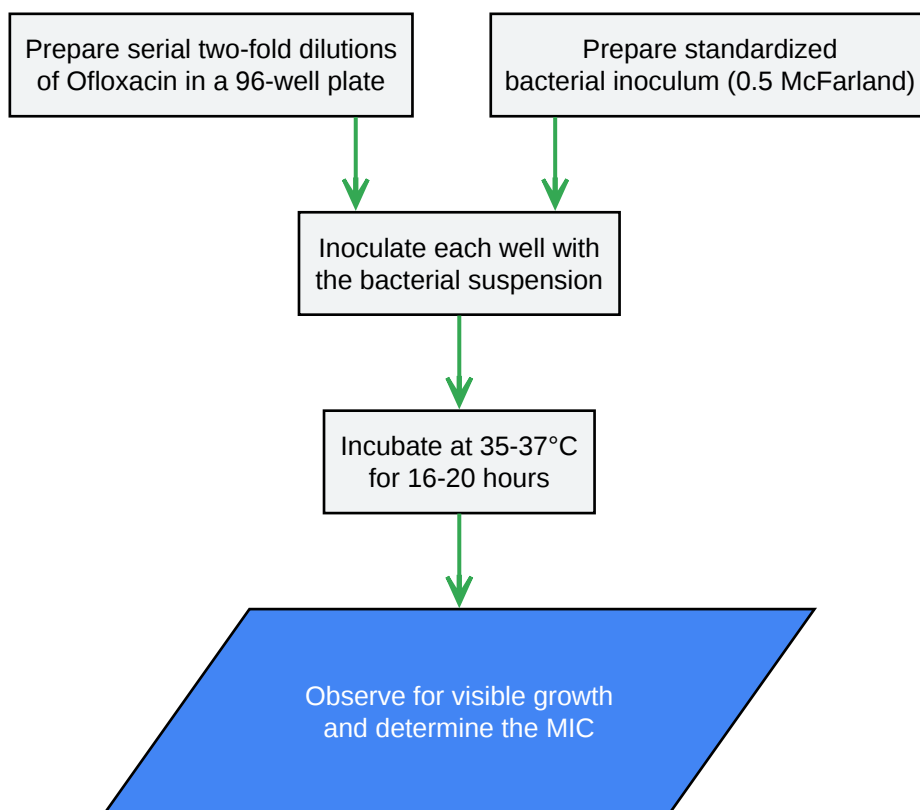 Prepare serial two-fold dilutions
of Ofloxacin in a 96-well plate
Prepare standardized
bacterial inoculum (0.5 McFarland)
Inoculate each well with
the bacterial suspension
Incubate at 35-37°C
for 16-20 hours
Observe for visible growth
and determine the MIC